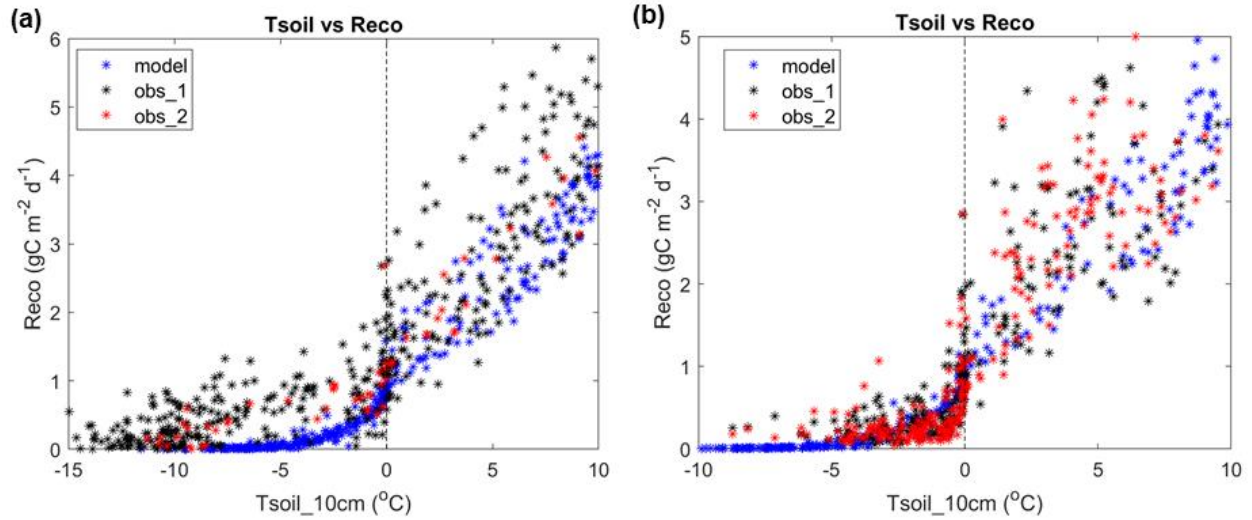 (a)
Tsoil vs Reco
6
5
4
3
2
1
0
model
obs_1
obs_2
Reco (gC m⁻² d⁻¹)
-15 -10 -5 0 5 10
Tsoil_10cm (°C)
(b)
Tsoil vs Reco
5
4
3
2
1
0
model
obs_1
obs_2
Reco (gC m⁻² d⁻¹)
-10 -5 0 5 10
Tsoil_10cm (°C)